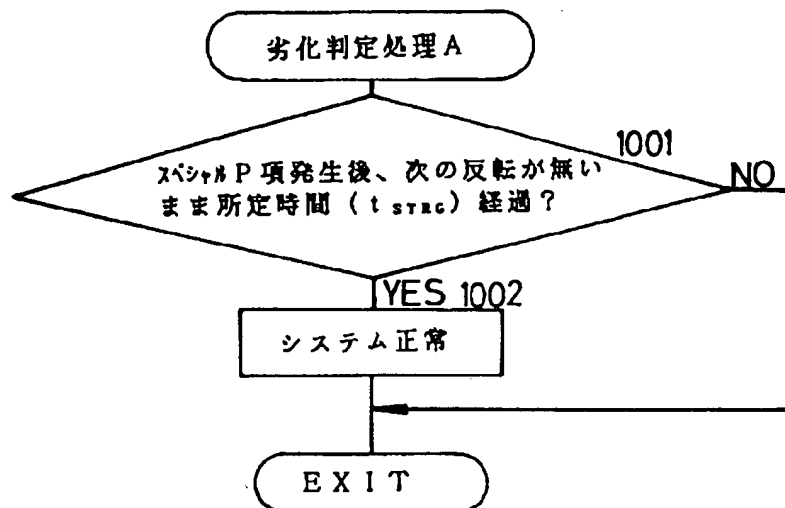 劣化判定処理A
1001
スペシャルP項発生後、次の反転が無い
まま所定時間(tSTRG)経過?
NO
YES 1002
システム正常
EXIT